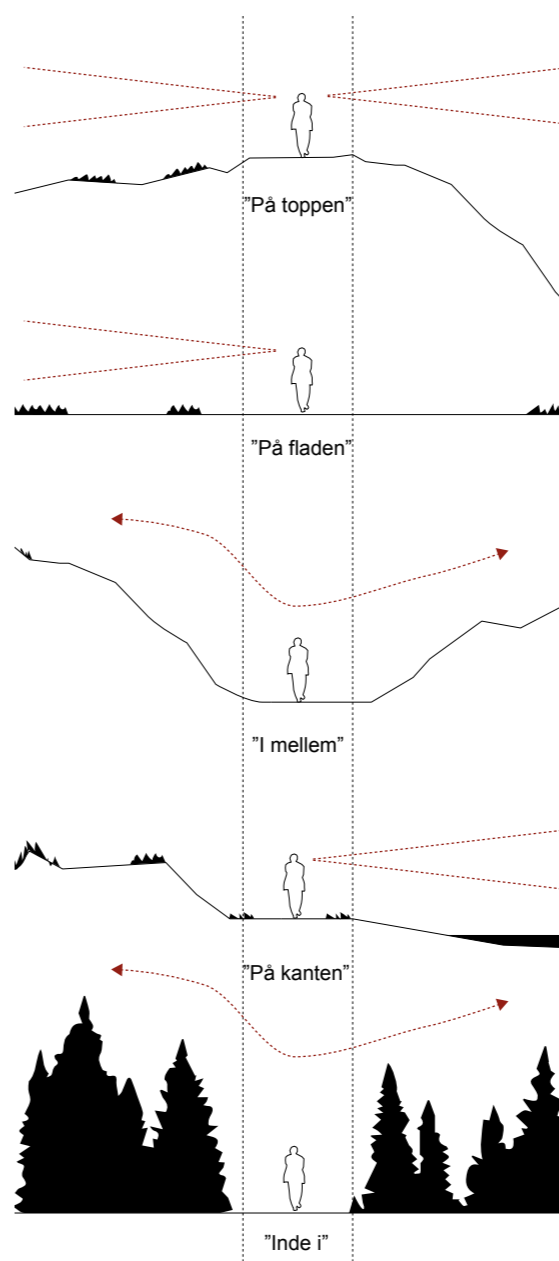 ”På toppen”
”På fladen”
”I mellem”
”På kanten”
”Inde i”